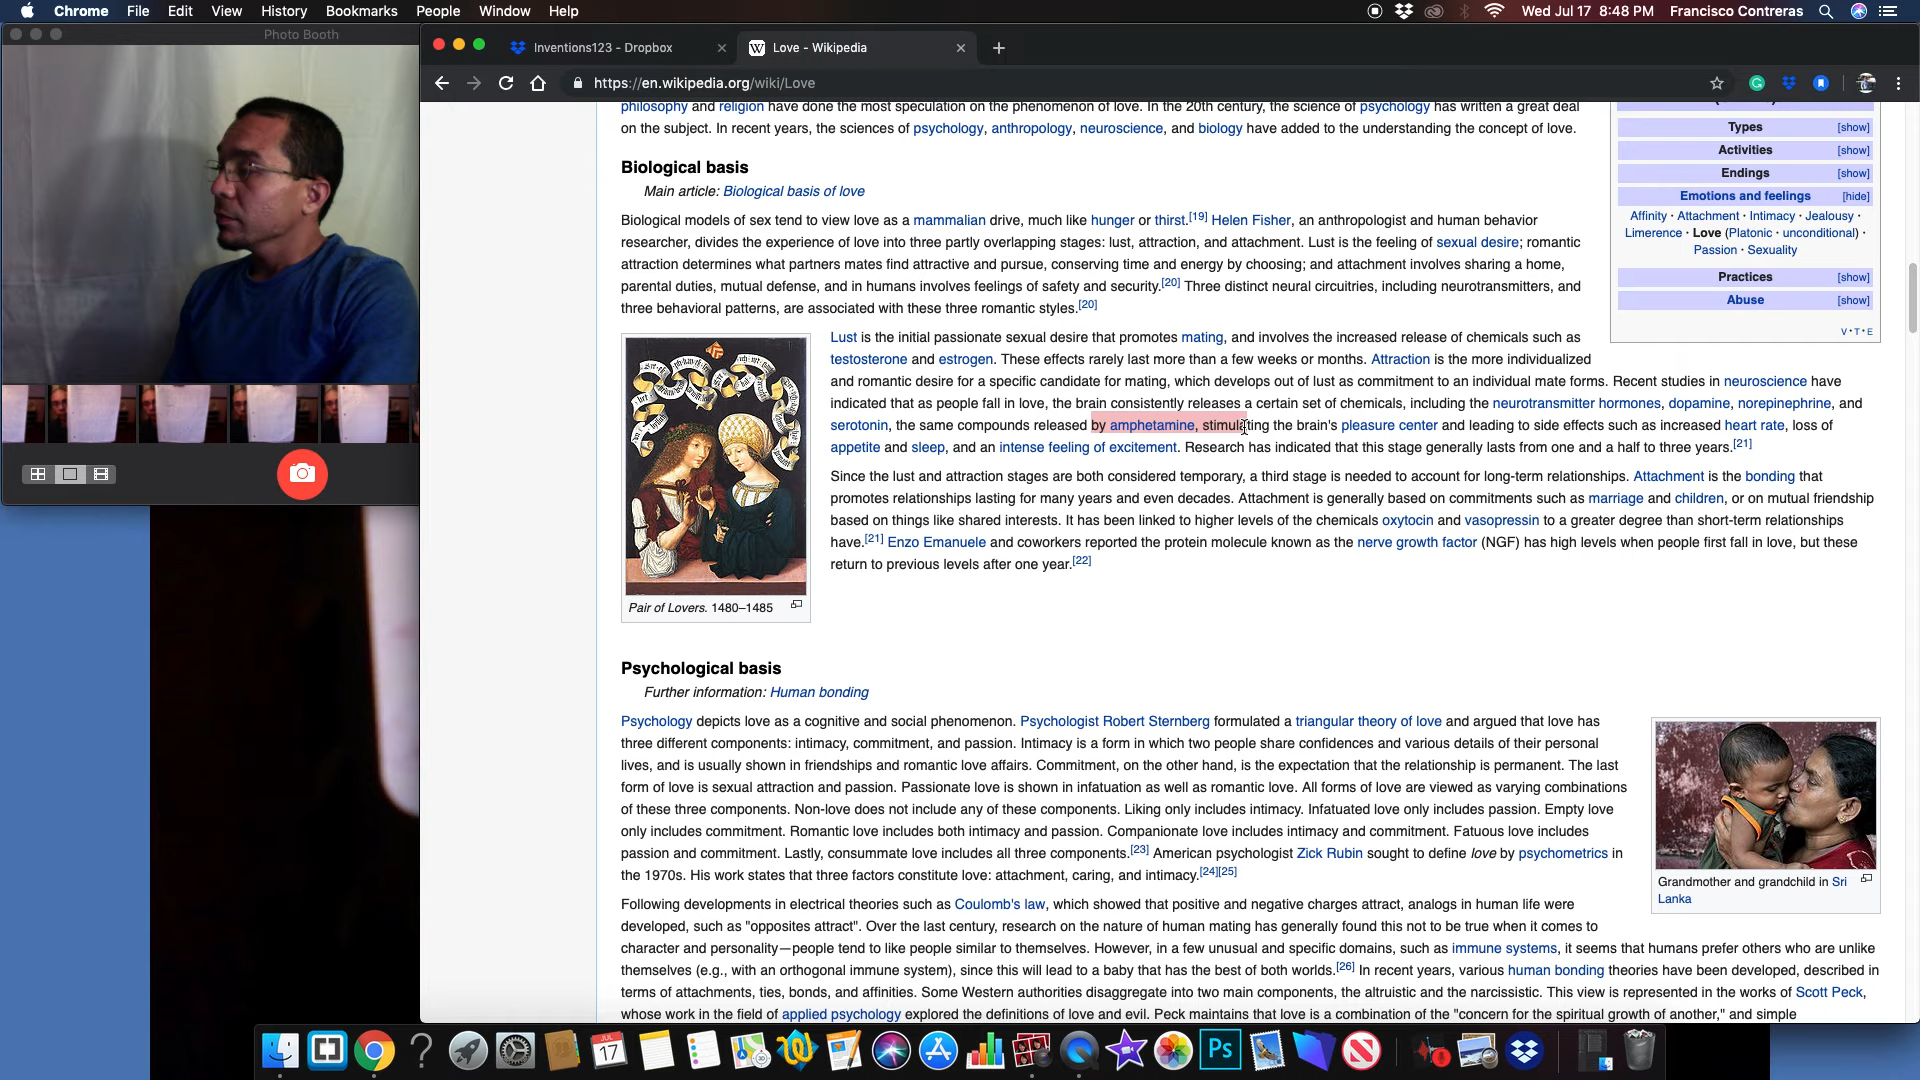 Chrome File Edit View History Bookmarks People Window Help
Wed Jul 17 8:48 PM Francisco Contreras
Photo Booth
Inventions123 - Dropbox
Love - Wikipedia
https://en.wikipedia.org/wiki/Love
philosophy and religion have done the most speculation on the phenomenon of love. In the 20th century, the science of psychology has written a great deal
on the subject. In recent years, the sciences of psychology, anthropology, neuroscience, and biology have added to the understanding the concept of love.
Biological basis
Main article: Biological basis of love
Biological models of sex tend to view love as a mammalian drive, much like hunger or thirst.[19] Helen Fisher, an anthropologist and human behavior
researcher, divides the experience of love into three partly overlapping stages: lust, attraction, and attachment. Lust is the feeling of sexual desire; romantic
attraction determines what partners mates find attractive and pursue, conserving time and energy by choosing; and attachment involves sharing a home,
parental duties, mutual defense, and in humans involves feelings of safety and security.[20] Three distinct neural circuitries, including neurotransmitters, and
three behavioral patterns, are associated with these three romantic styles.[20]
Types [show]
Activities [show]
Endings [show]
Emotions and feelings [hide]
Affinity · Attachment · Intimacy · Jealousy ·
Limerence · Love (Platonic · unconditional) ·
Passion · Sexuality
Practices [show]
Abuse [show]
V · T · E
Lust is the initial passionate sexual desire that promotes mating, and involves the increased release of chemicals such as
testosterone and estrogen. These effects rarely last more than a few weeks or months. Attraction is the more individualized
and romantic desire for a specific candidate for mating, which develops out of lust as commitment to an individual mate forms. Recent studies in neuroscience have
indicated that as people fall in love, the brain consistently releases a certain set of chemicals, including the neurotransmitter hormones, dopamine, norepinephrine, and
serotonin, the same compounds released by amphetamine, stimulating the brain's pleasure center and leading to side effects such as increased heart rate, loss of
appetite and sleep, and an intense feeling of excitement. Research has indicated that this stage generally lasts from one and a half to three years.[21]
Since the lust and attraction stages are both considered temporary, a third stage is needed to account for long-term relationships. Attachment is the bonding that
promotes relationships lasting for many years and even decades. Attachment is generally based on commitments such as marriage and children, or on mutual friendship
based on things like shared interests. It has been linked to higher levels of the chemicals oxytocin and vasopressin to a greater degree than short-term relationships
have.[21] Enzo Emanuele and coworkers reported the protein molecule known as the nerve growth factor (NGF) has high levels when people first fall in love, but these
return to previous levels after one year.[22]
Pair of Lovers. 1480–1485
Psychological basis
Further information: Human bonding
Psychology depicts love as a cognitive and social phenomenon. Psychologist Robert Sternberg formulated a triangular theory of love and argued that love has
three different components: intimacy, commitment, and passion. Intimacy is a form in which two people share confidences and various details of their personal
lives, and is usually shown in friendships and romantic love affairs. Commitment, on the other hand, is the expectation that the relationship is permanent. The last
form of love is sexual attraction and passion. Passionate love is shown in infatuation as well as romantic love. All forms of love are viewed as varying combinations
of these three components. Non-love does not include any of these components. Liking only includes intimacy. Infatuated love only includes passion. Empty love
only includes commitment. Romantic love includes both intimacy and passion. Companionate love includes intimacy and commitment. Fatuous love includes
passion and commitment. Lastly, consummate love includes all three components.[23] American psychologist Zick Rubin sought to define love by psychometrics in
the 1970s. His work states that three factors constitute love: attachment, caring, and intimacy.[24][25]
Grandmother and grandchild in Sri
Lanka
Following developments in electrical theories such as Coulomb's law, which showed that positive and negative charges attract, analogs in human life were
developed, such as "opposites attract". Over the last century, research on the nature of human mating has generally found this not to be true when it comes to
character and personality—people tend to like people similar to themselves. However, in a few unusual and specific domains, such as immune systems, it seems that humans prefer others who are unlike
themselves (e.g., with an orthogonal immune system), since this will lead to a baby that has the best of both worlds.[26] In recent years, various human bonding theories have been developed, described in
terms of attachments, ties, bonds, and affinities. Some Western authorities disaggregate into two main components, the altruistic and the narcissistic. This view is represented in the works of Scott Peck,
whose work in the field of applied psychology explored the definitions of love and evil. Peck maintains that love is a combination of the "concern for the spiritual growth of another," and simple
JUL
17
Ps